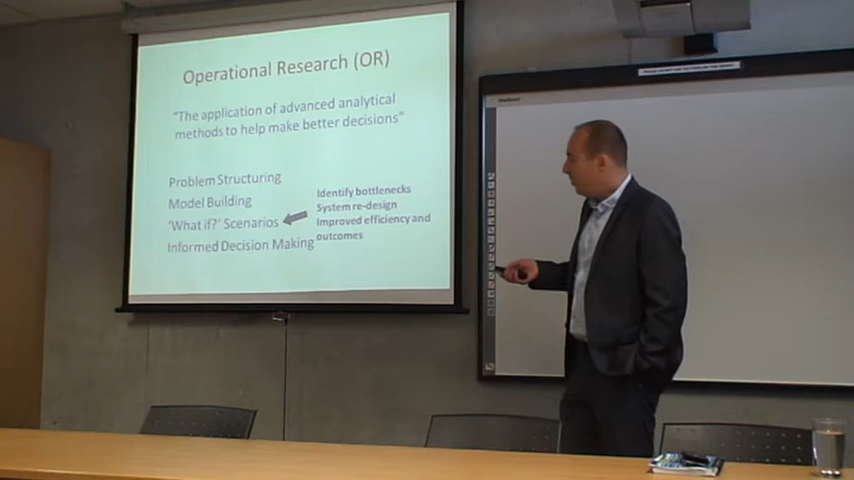 Operational Research (OR)
"The application of advanced analytical
methods to help make better decisions"
Problem Structuring
Model Building
'What if?' Scenarios
Informed Decision Making
Identify Bottlenecks
System re-design
Improved efficiency and
outcomes